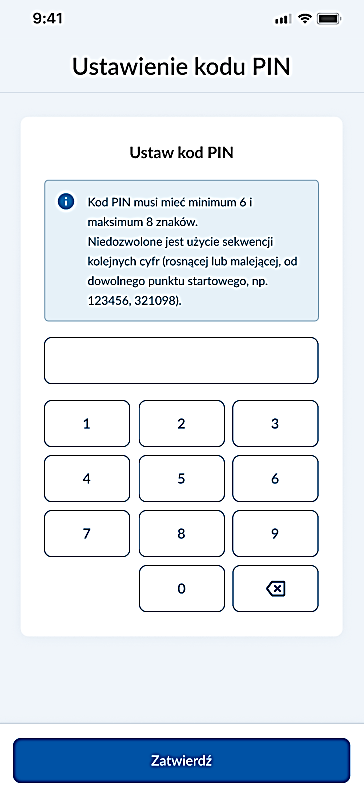 9:41
Ustawienie kodu PIN
Ustaw kod PIN
Kod PIN musi mieć minimum 6 i
maksimum 8 znaków.
Niedozwolone jest użycie sekwencji
kolejnych cyfr (rosnącej lub malejącej, od
dowolnego punktu startowego, np.
123456, 321098).
1 2 3
4 5 6
7 8 9
0
Zatwierdź